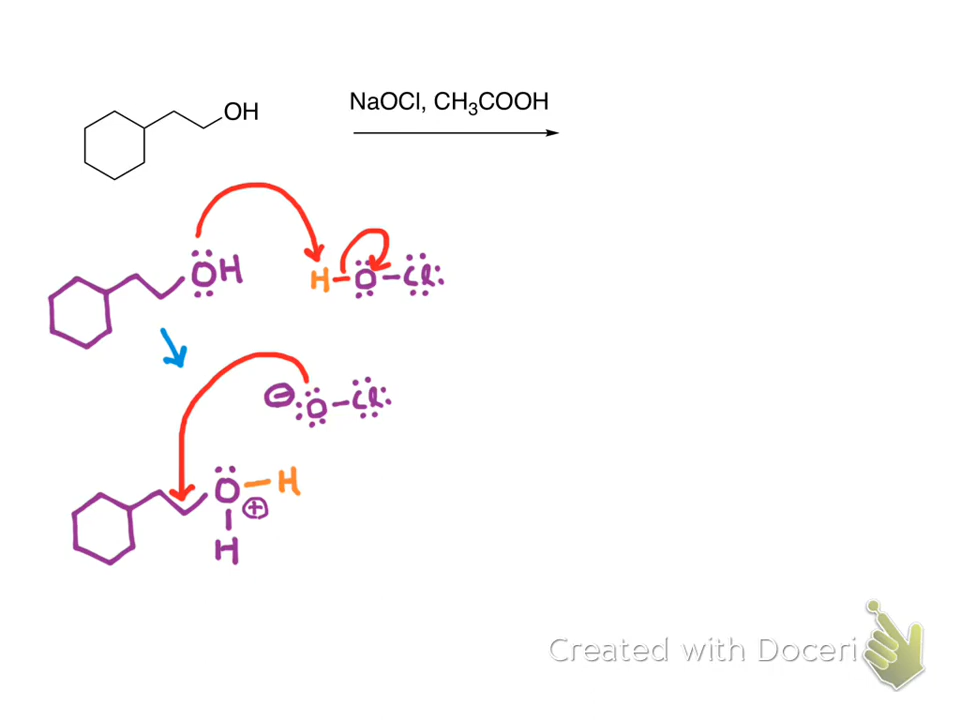 NaOCl, CH₃COOH
OH
ÖH H-O-Cl:
⊖ :O-Cl:
O-H
⊕
H
Created with Doceri